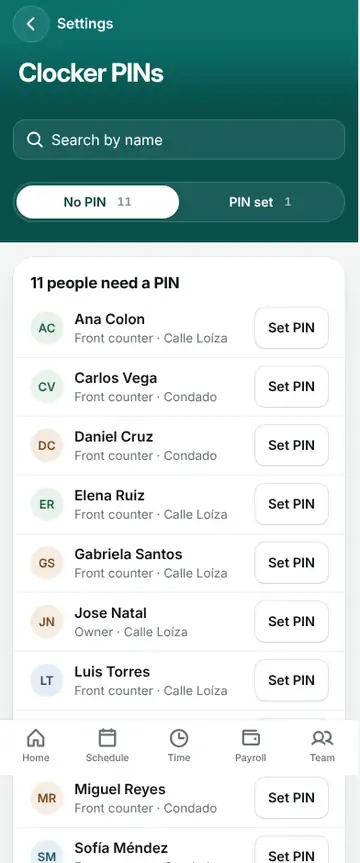 Settings
Clocker PINs
Search by name
No PIN 11
PIN set 1
11 people need a PIN
AC
Ana Colon
Front counter · Calle Loíza
Set PIN
CV
Carlos Vega
Front counter · Condado
Set PIN
DC
Daniel Cruz
Front counter · Condado
Set PIN
ER
Elena Ruiz
Front counter · Calle Loíza
Set PIN
GS
Gabriela Santos
Front counter · Calle Loíza
Set PIN
JN
Jose Natal
Owner · Calle Loíza
Set PIN
LT
Luis Torres
Front counter · Calle Loíza
Set PIN
Home
Schedule
Time
Payroll
Team
MR
Miguel Reyes
Front counter · Condado
Set PIN
SM
Sofía Méndez
Set PIN